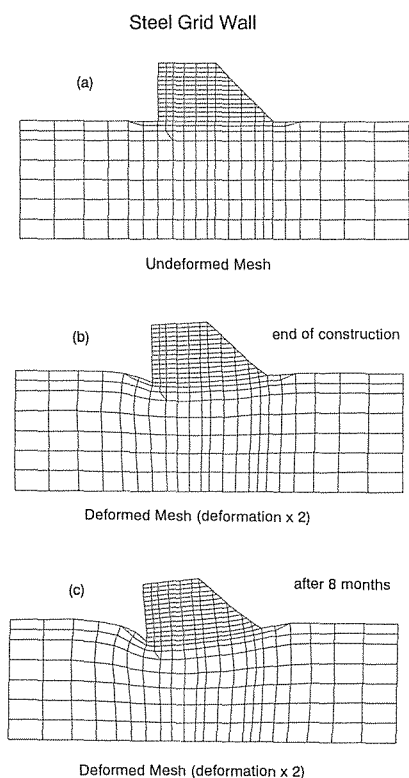 Steel Grid Wall
(a)
Undeformed Mesh
(b)
end of construction
Deformed Mesh (deformation x 2)
(c)
after 8 months
Deformed Mesh (deformation x 2)